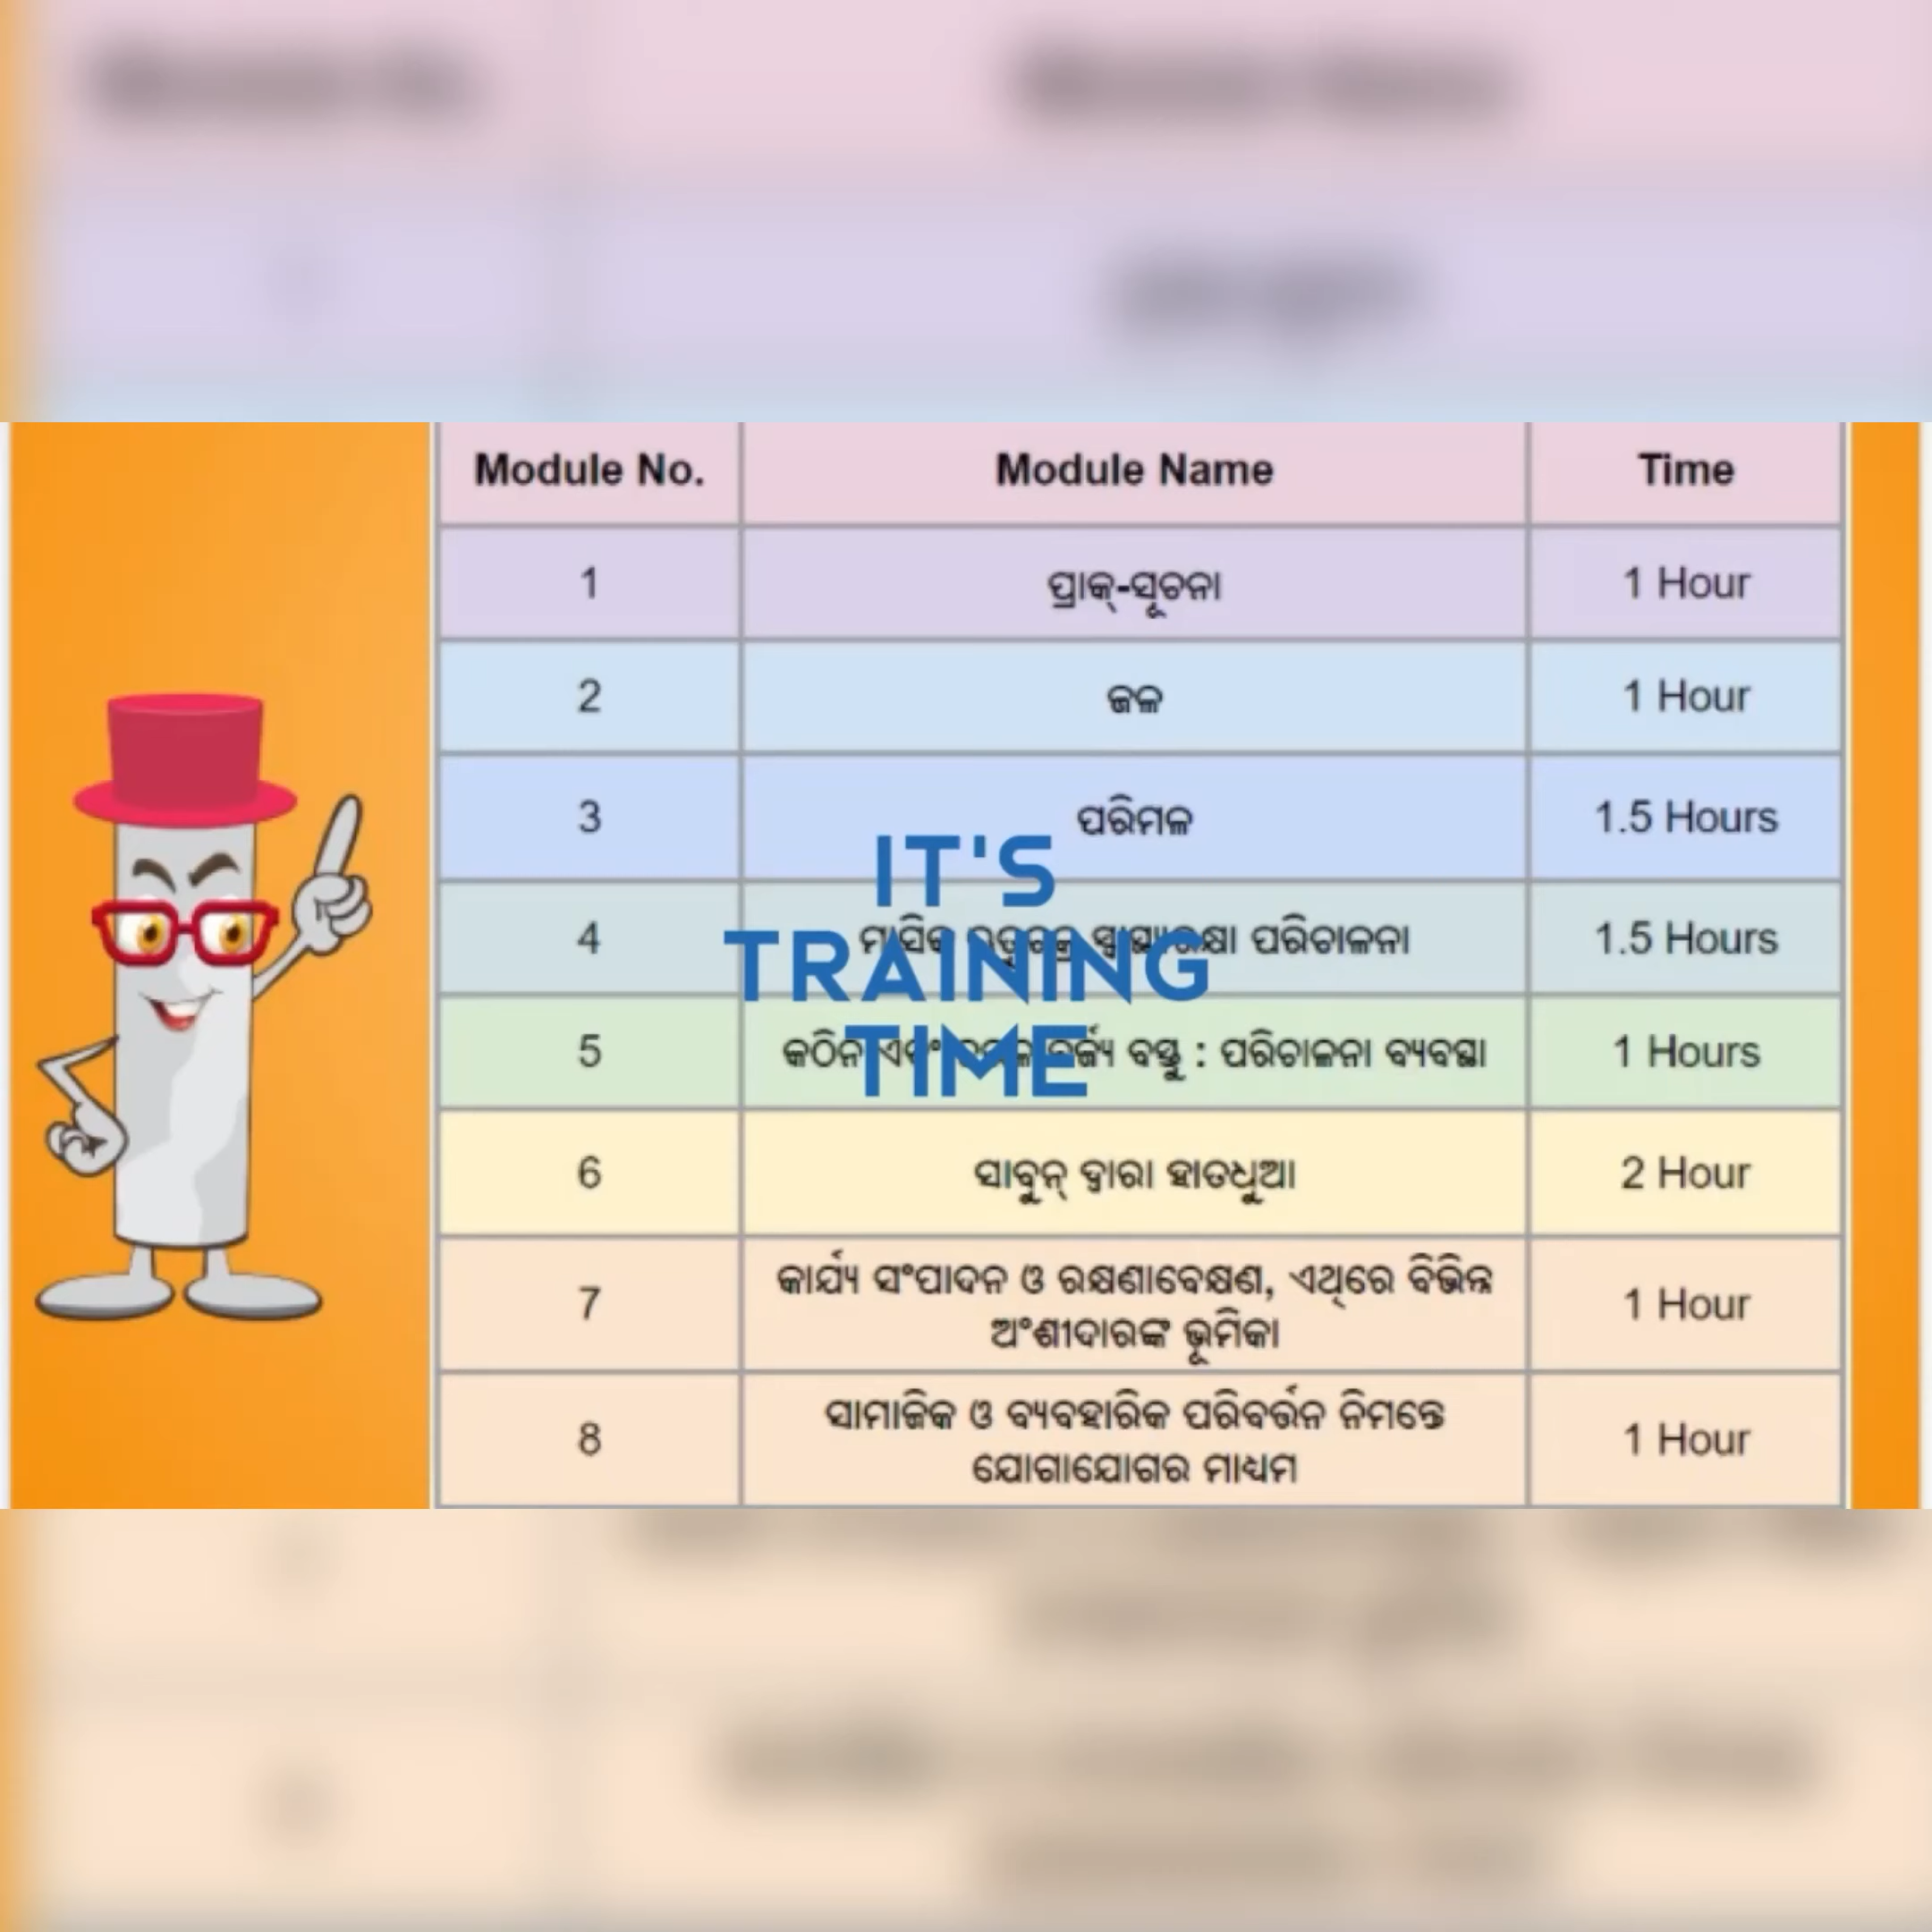 Module No. Module Name Time
1 ପ୍ରାକ୍-ସୂଚନା 1 Hour
2 ଜଳ 1 Hour
3 ପରିମଳ 1.5 Hours
IT'S
4 ପରିଚାଳନା 1.5 Hours
TRAINING
5 କଠିନ ଏବଂ ବର୍ଜ୍ୟ ବସ୍ତୁ : ପରିଚାଳନା ବ୍ୟବସ୍ଥା 1 Hours
TIME
6 ସାବୁନ୍ ଦ୍ୱାରା ହାତଧୁଆ 2 Hour
7 କାର୍ଯ୍ୟ ସଂପାଦନ ଓ ରକ୍ଷଣାବେକ୍ଷଣ, ଏଥିରେ ବିଭିନ୍ନ
ଅଂଶୀଦାରଙ୍କ ଭୂମିକା 1 Hour
8 ସାମାଜିକ ଓ ବ୍ୟବହାରିକ ପରିବର୍ତ୍ତନ ନିମନ୍ତେ
ଯୋଗାଯୋଗର ମାଧ୍ୟମ 1 Hour